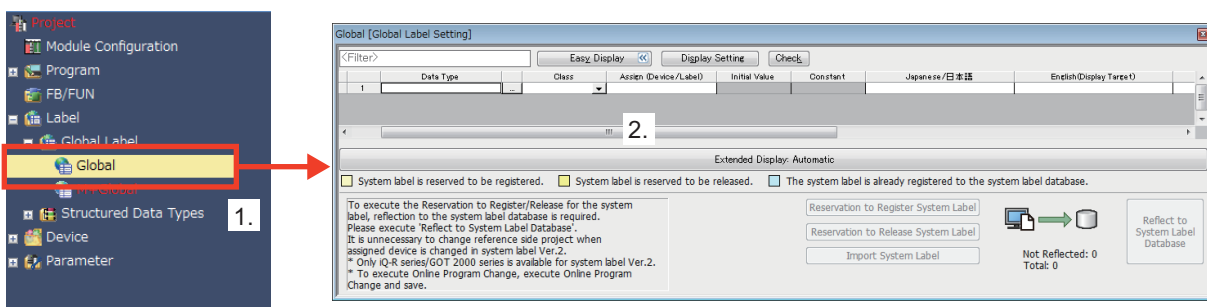 Project
Module Configuration
Program
FB/FUN
Label
Global Label
Global
M+Global
Structured Data Types
1.
Device
Parameter
Global [Global Label Setting]
<Filter>
Easy Display
Display Setting
Check
Data Type
Class
Assign (Device/Label)
Initial Value
Constant
Japanese/日本語
English(Display Target)
1
...
2.
Extended Display: Automatic
System label is reserved to be registered.
System label is reserved to be released.
The system label is already registered to the system label database.
To execute the Reservation to Register/Release for the system
label, reflection to the system label database is required.
Please execute 'Reflect to System Label Database'.
It is unnecessary to change reference side project when
assigned device is changed in system label Ver.2.
* Only iQ-R series/GOT 2000 series is available for system label Ver.2.
* To execute Online Program Change, execute Online Program
Change and save.
Reservation to Register System Label
Reservation to Release System Label
Import System Label
Not Reflected: 0
Total: 0
Reflect to
System Label
Database